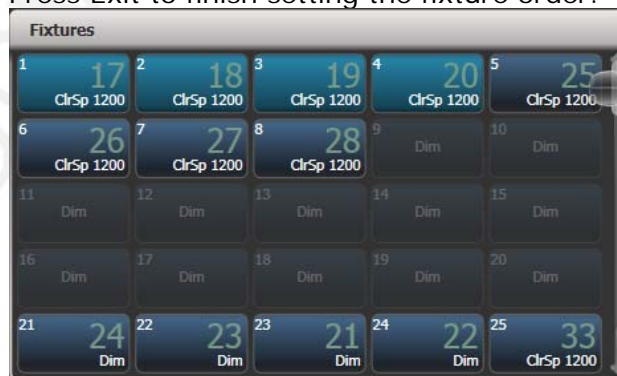 Press Exit to finish setting the fixture order.
Fixtures
1 17 2 18 3 19 4 20 5 25
ClrSp 1200 ClrSp 1200 ClrSp 1200 ClrSp 1200 ClrSp 1200
6 26 7 27 8 28 9 Dim 10 Dim
ClrSp 1200 ClrSp 1200 ClrSp 1200
11 12 13 14 15
Dim Dim Dim Dim Dim
16 17 18 19 20
Dim Dim Dim Dim Dim
21 24 22 23 23 21 24 22 25 33
Dim Dim Dim Dim ClrSp 1200